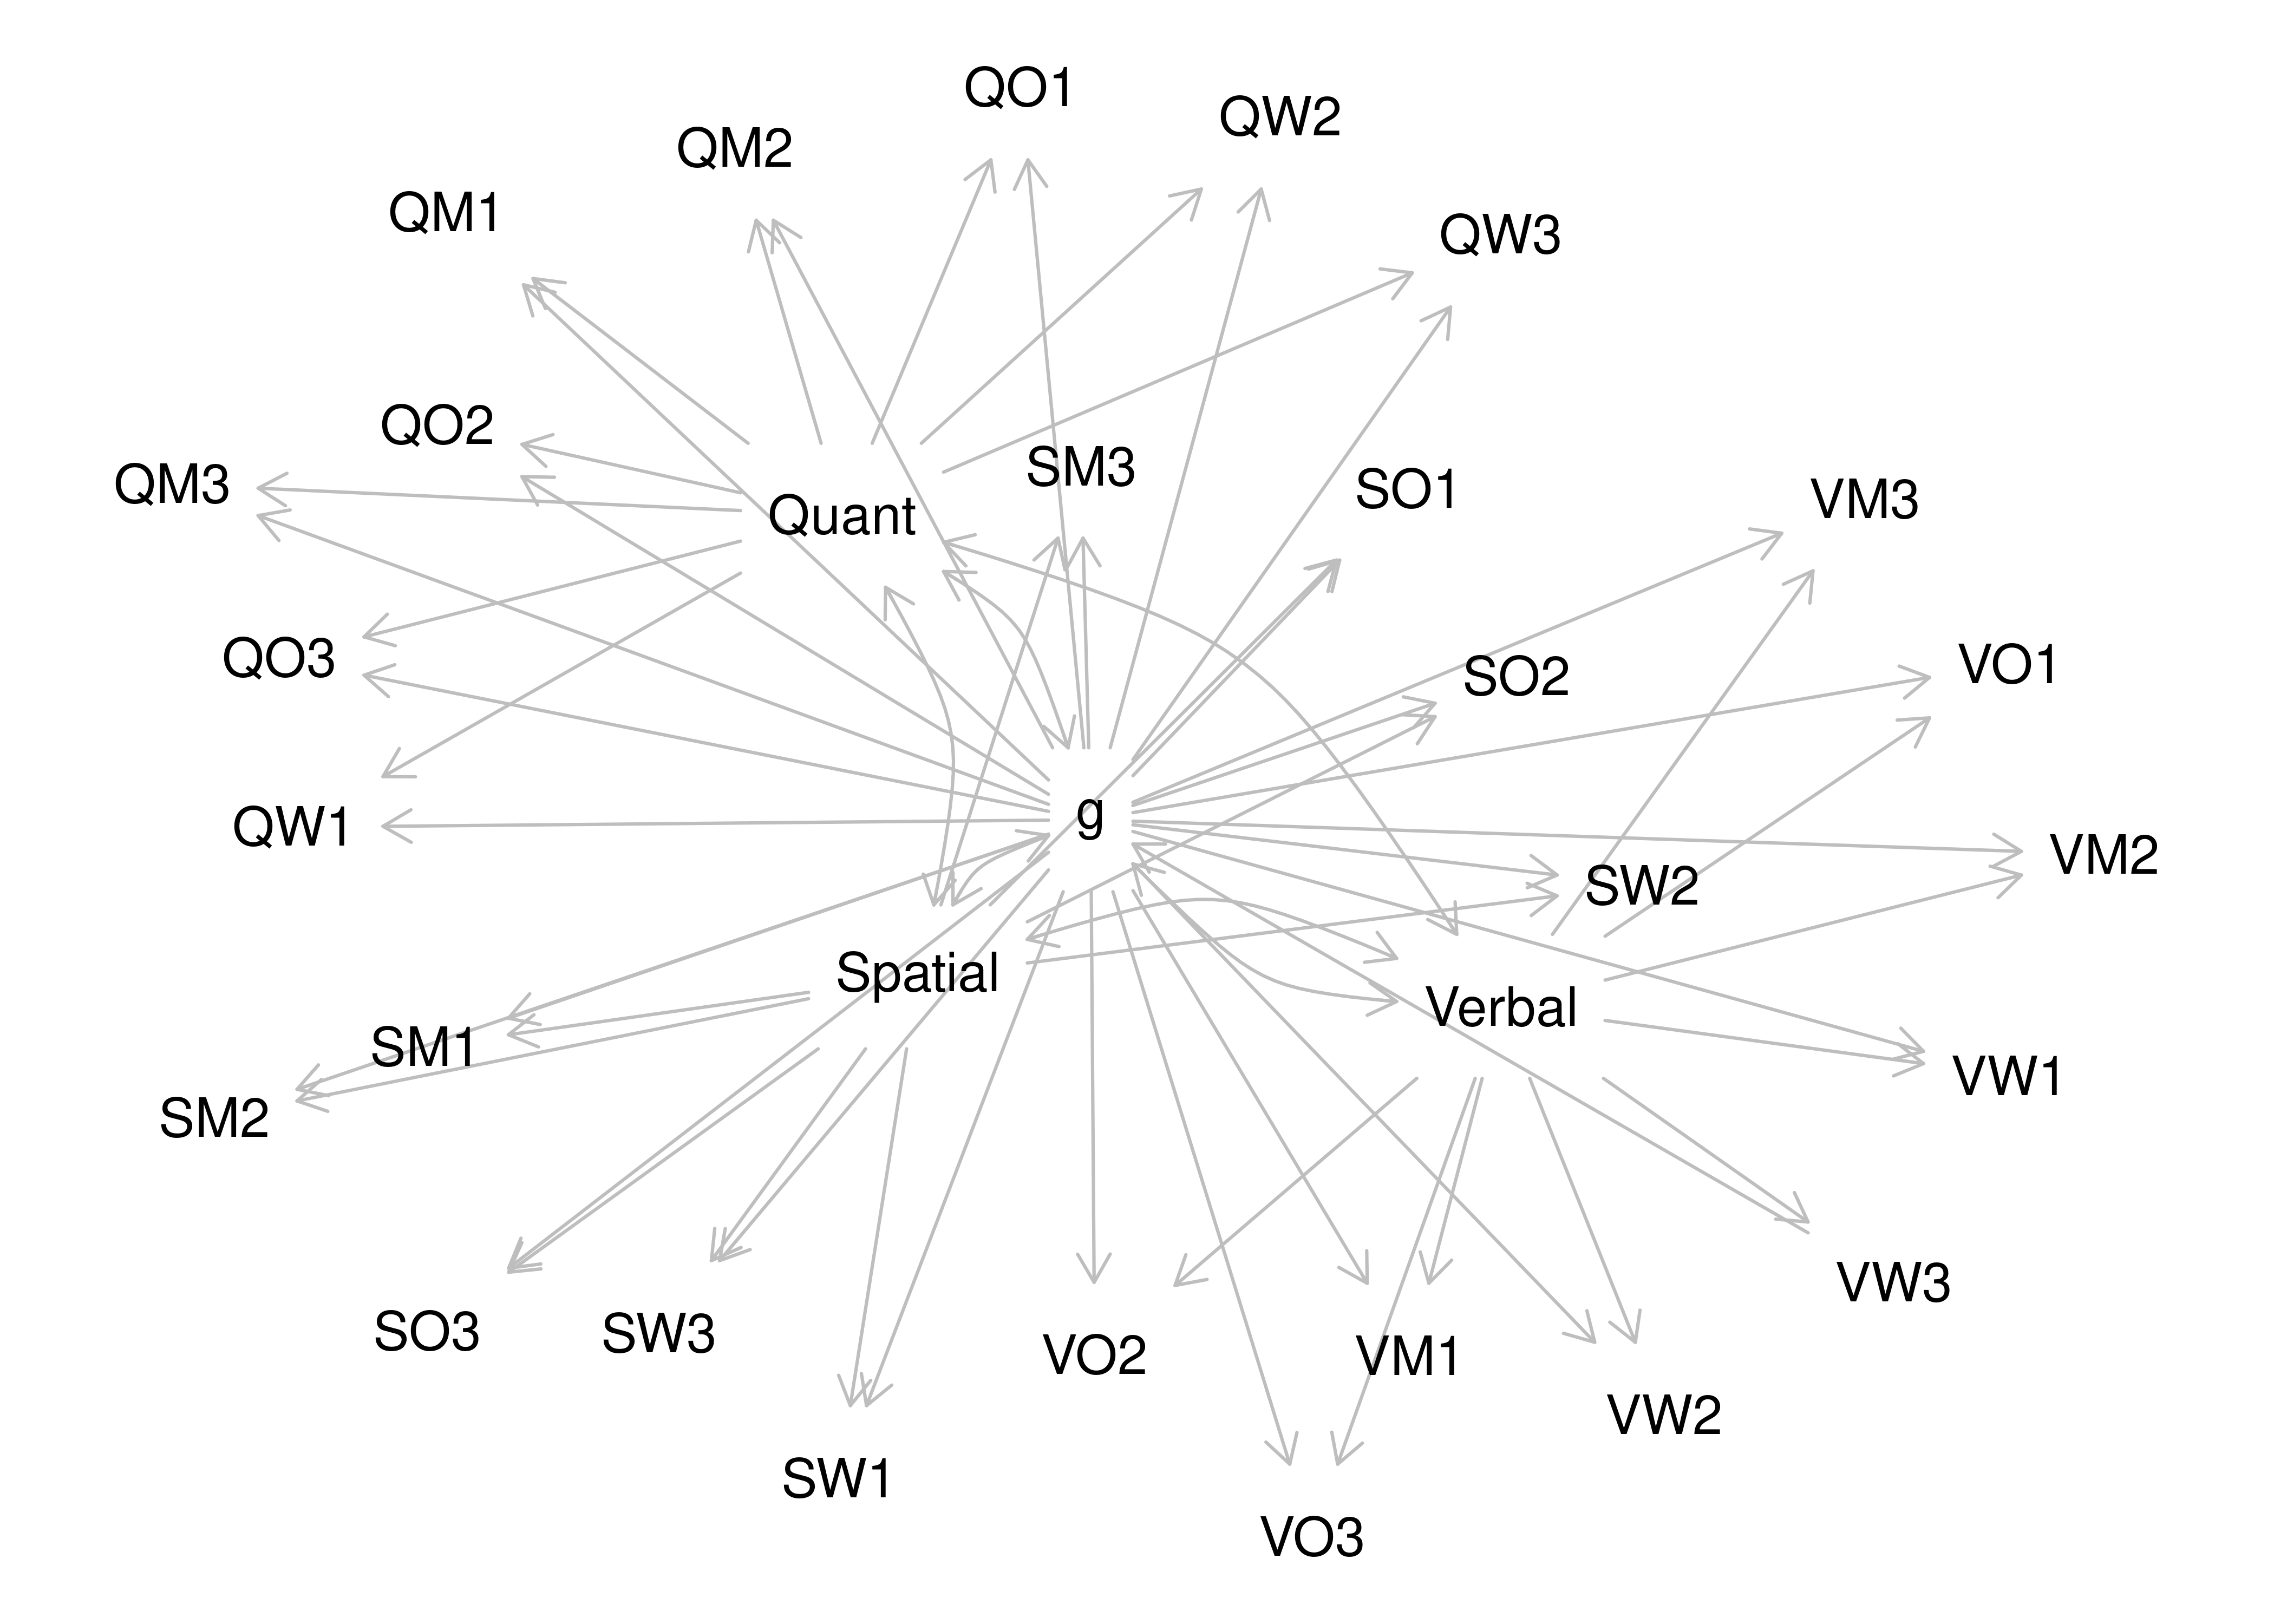 QO1
QW2
QM2
QM1
QW3
QO2
SM3
QM3
SO1
VM3
Quant
QO3
SO2
VO1
g
QW1
VM2
SW2
Spatial
Verbal
SM1
VW1
SM2
VW3
SO3
SW3
VO2
VM1
VW2
SW1
VO3